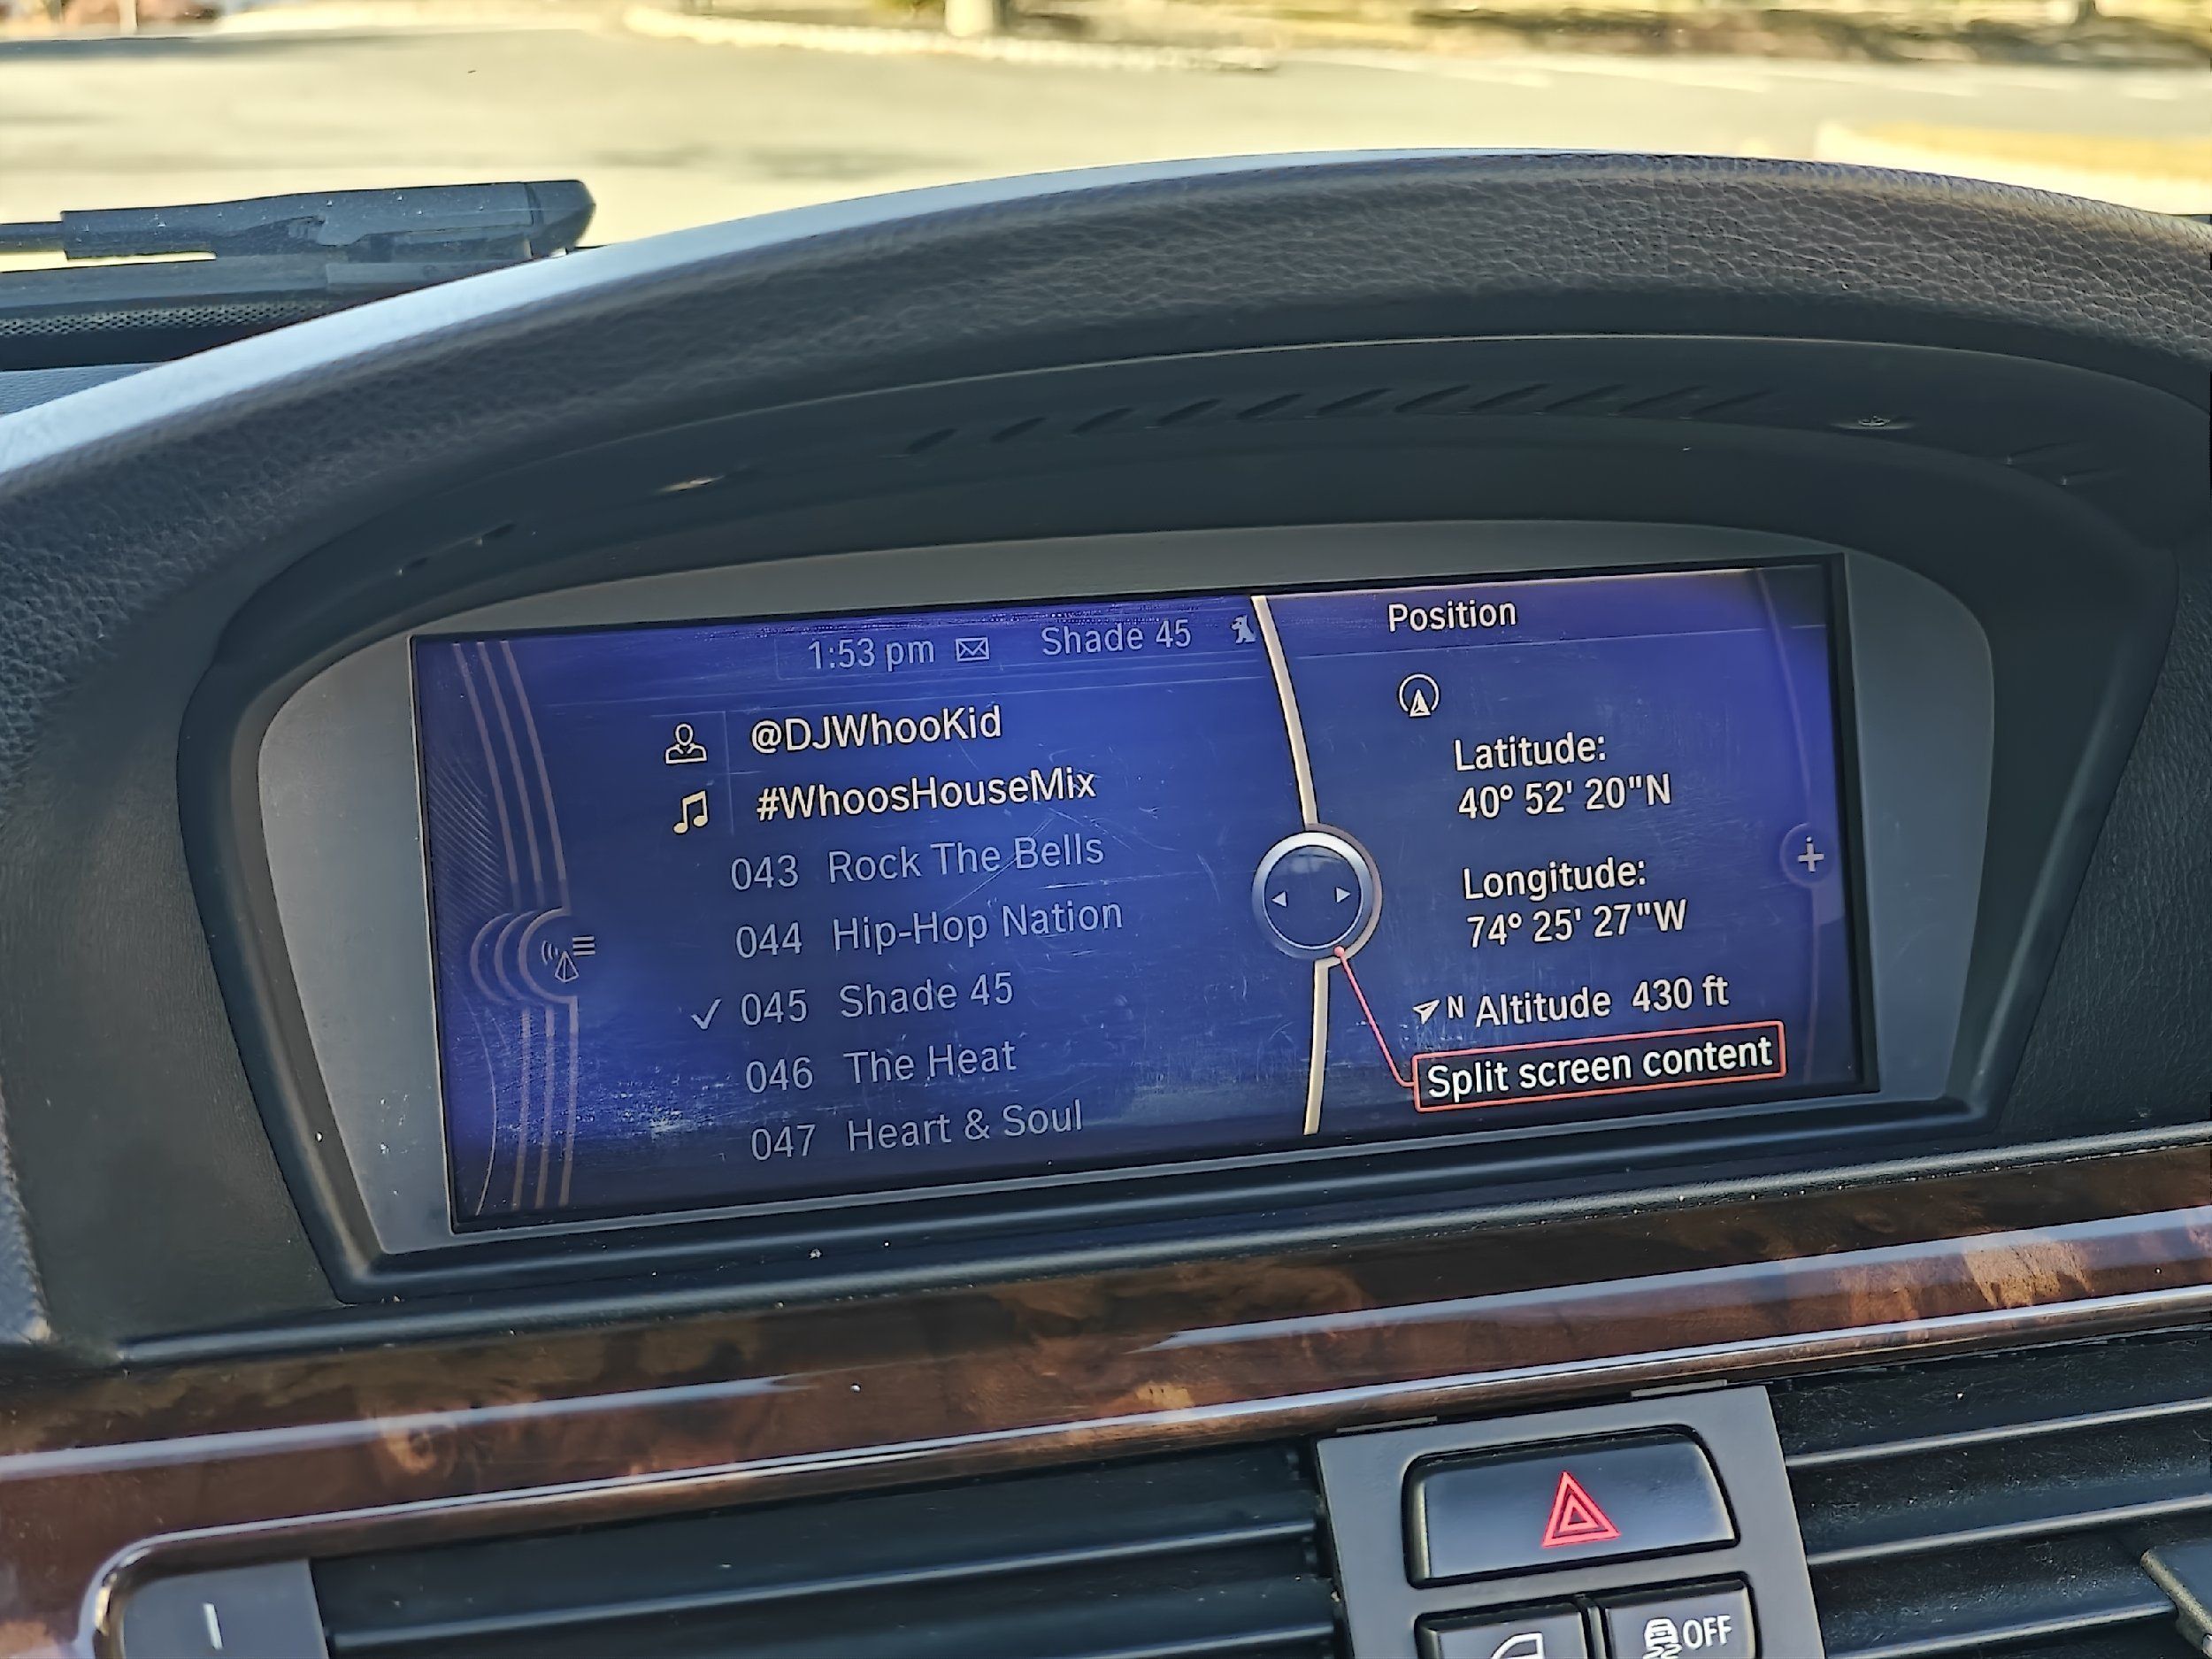 1:53 pm Shade 45
@DJWhooKid
#WhoosHouseMix
043 Rock The Bells
044 Hip-Hop Nation
045 Shade 45
046 The Heat
047 Heart & Soul
Position
Latitude:
40° 52' 20"N
Longitude:
74° 25' 27"W
N Altitude 430 ft
Split screen content
OFF